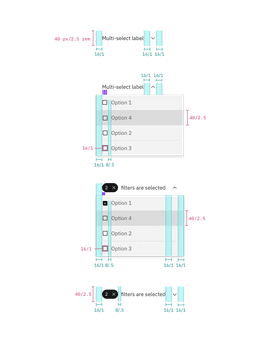 40 px/2.5 rem
Multi-select label
16/1
16/1 16/1
16/1 16/1
Multi-select label
Option 1
Option 4
40/2.5
Option 2
16/1
Option 3
16/1 8/.5
2 × filters are selected
Option 1
Option 4
40/2.5
Option 2
16/1
Option 3
16/1 8/.5
16/1 16/1
40/2.5
2 × filters are selected
16/1
8/.5
16/1 16/1